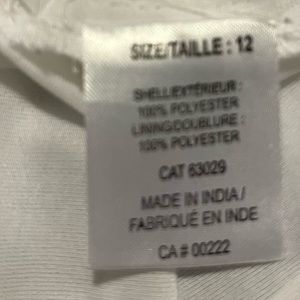 SIZE/TAILLE : 12
SHELL/EXTÉRIEUR :
100% POLYESTER
LINING/DOUBLURE :
100% POLYESTER
CAT 63029
MADE IN INDIA/
FABRIQUÉ EN INDE
CA # 00222